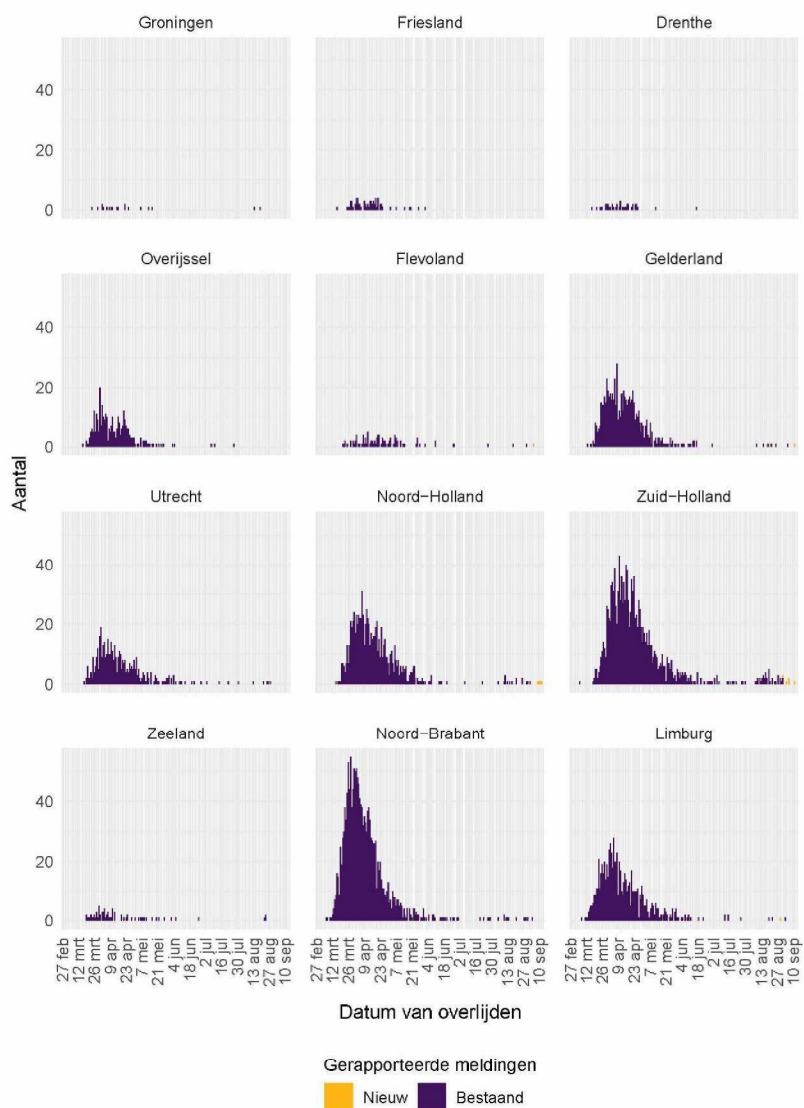 Groningen Friesland Drenthe
40
20
0
Overijssel Flevoland Gelderland
40
20
0
Aantal
Utrecht Noord-Holland Zuid-Holland
40
20
0
Zeeland Noord-Brabant Limburg
40
20
0
27 feb 12 mrt 26 mrt 9 apr 23 apr 7 mei 21 mei 4 jun 18 jun 2 jul 16 jul 30 jul 13 aug 27 aug 10 sep 27 feb 12 mrt 26 mrt 9 apr 23 apr 7 mei 21 mei 4 jun 18 jun 2 jul 16 jul 30 jul 13 aug 27 aug 10 sep 27 feb 12 mrt 26 mrt 9 apr 23 apr 7 mei 21 mei 4 jun 18 jun 2 jul 16 jul 30 jul 13 aug 27 aug 10 sep
Datum van overlijden
Gerapporteerde meldingen
Nieuw Bestaand